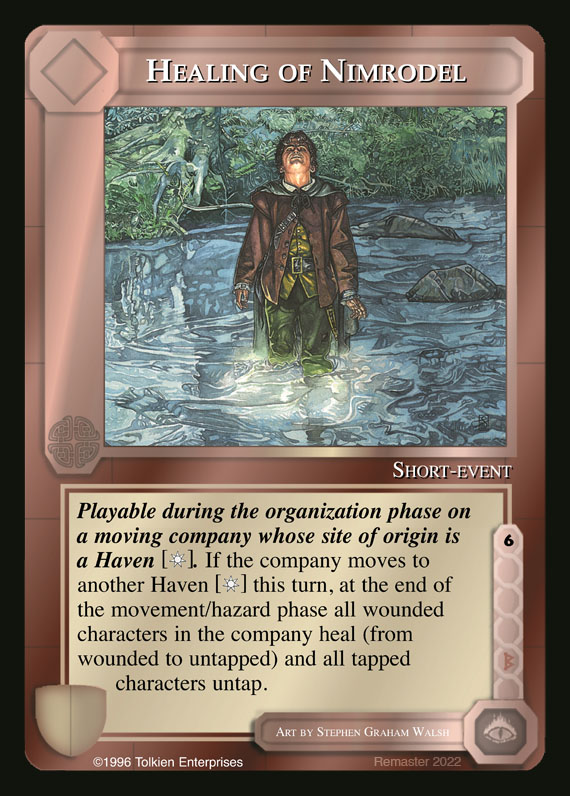 Healing of Nimrodel
Short-event
Playable during the organization phase on
a moving company whose site of origin is
a Haven [☼]. If the company moves to
another Haven [☼] this turn, at the end of
the movement/hazard phase all wounded
characters in the company heal (from
wounded to untapped) and all tapped
characters untap.
6
Art by Stephen Graham Walsh
©1996 Tolkien Enterprises
Remaster 2022